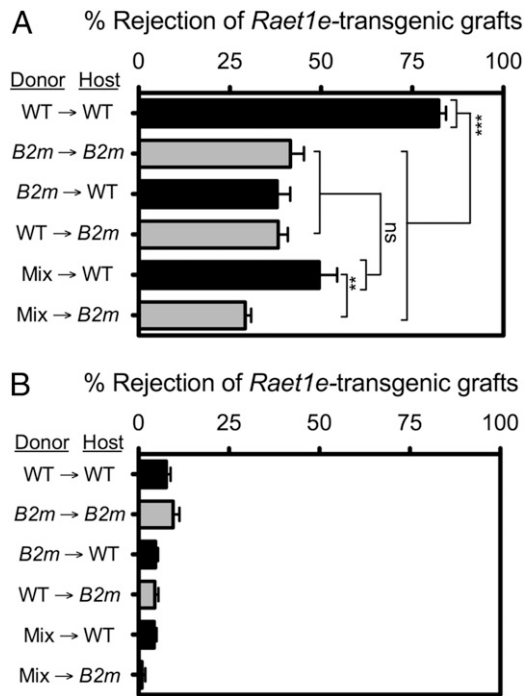 A % Rejection of Raet1e-transgenic grafts
0 25 50 75 100
Donor Host
WT → WT
B2m → B2m
B2m → WT
WT → B2m
Mix → WT
Mix → B2m
***
ns
**
B % Rejection of Raet1e-transgenic grafts
0 25 50 75 100
Donor Host
WT → WT
B2m → B2m
B2m → WT
WT → B2m
Mix → WT
Mix → B2m